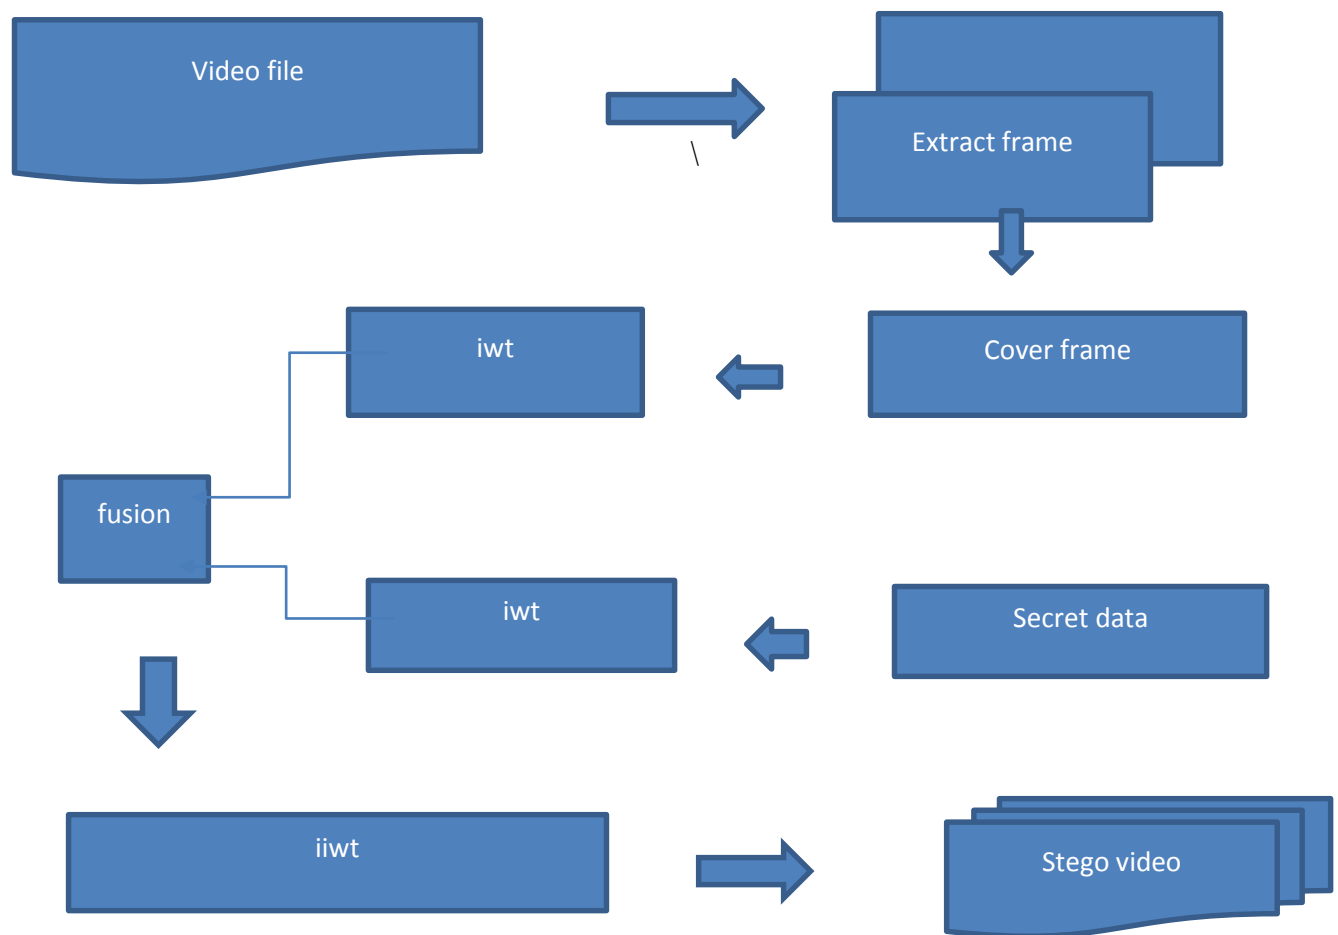 Video file
Extract frame
\
iwt
Cover frame
fusion
iwt
Secret data
iiwt
Stego video